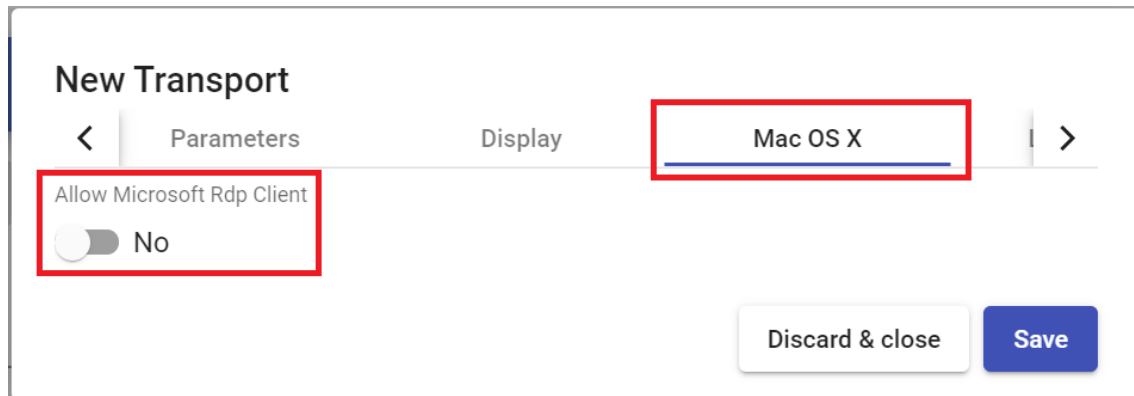 New Transport
Parameters Display Mac OS X
Allow Microsoft Rdp Client
No
Discard & close Save